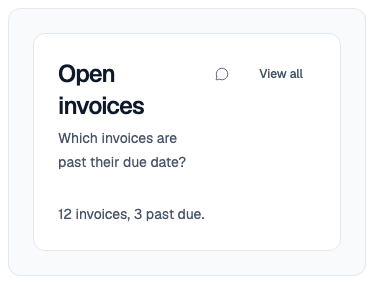 Open
View all
invoices
Which invoices are
past their due date?
12 invoices, 3 past due.